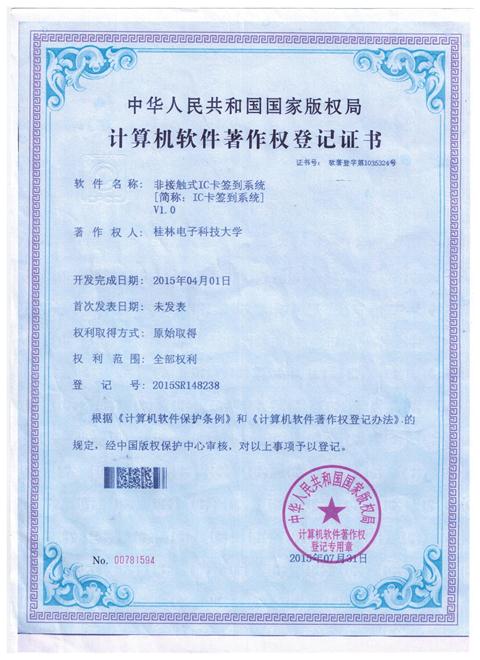 中华人民共和国国家版权局
计算机软件著作权登记证书
证书号： 软著登字第1035324号
软件名称： 非接触式IC卡签到系统
[简称：IC卡签到系统]
V1.0
著作权人： 桂林电子科技大学
开发完成日期： 2015年04月01日
首次发表日期： 未发表
权利取得方式： 原始取得
权利范围： 全部权利
登记号： 2015SR148238
根据《计算机软件保护条例》和《计算机软件著作权登记办法》的
规定，经中国版权保护中心审核，对以上事项予以登记。
中华人民共和国国家版权局
计算机软件著作权
登记专用章
No. 00781594
2015年07月31日